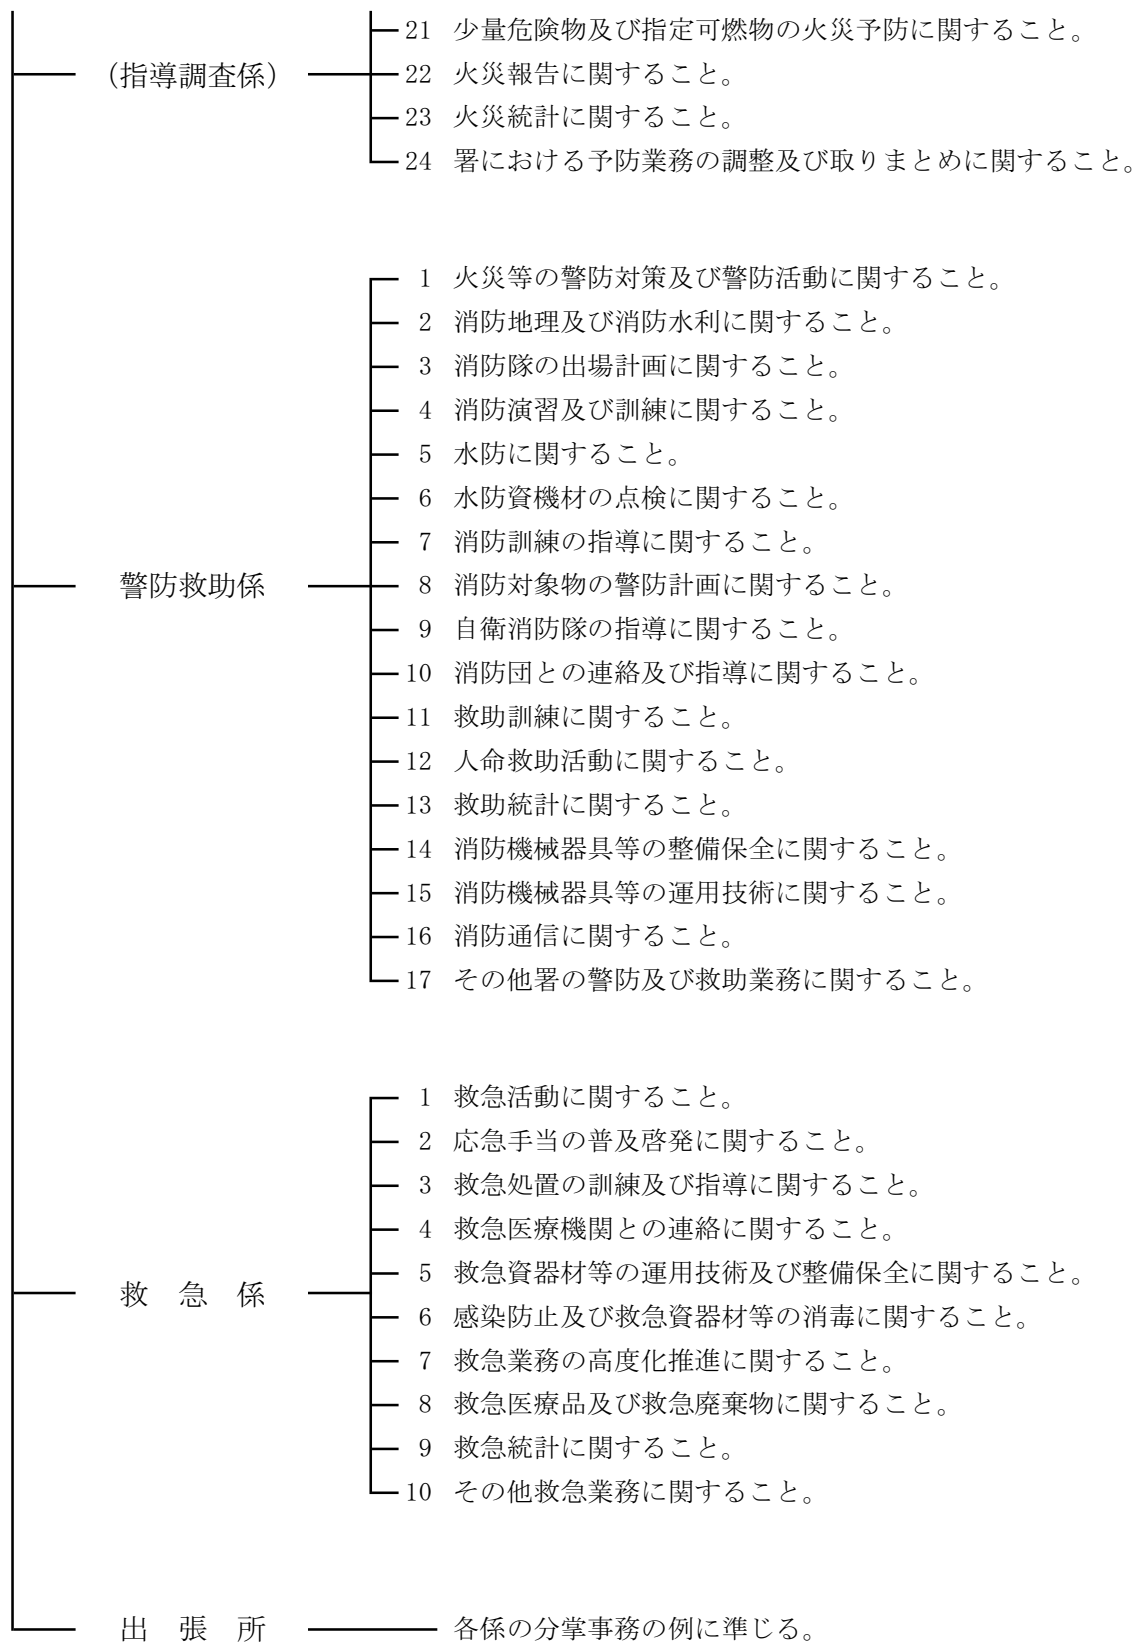 21 少量危険物及び指定可燃物の火災予防に関すること。
(指導調査係) 22 火災報告に関すること。
23 火災統計に関すること。
24 署における予防業務の調整及び取りまとめに関すること。
1 火災等の警防対策及び警防活動に関すること。
2 消防地理及び消防水利に関すること。
3 消防隊の出場計画に関すること。
4 消防演習及び訓練に関すること。
5 水防に関すること。
6 水防資機材の点検に関すること。
7 消防訓練の指導に関すること。
警防救助係 8 消防対象物の警防計画に関すること。
9 自衛消防隊の指導に関すること。
10 消防団との連絡及び指導に関すること。
11 救助訓練に関すること。
12 人命救助活動に関すること。
13 救助統計に関すること。
14 消防機械器具等の整備保全に関すること。
15 消防機械器具等の運用技術に関すること。
16 消防通信に関すること。
17 その他署の警防及び救助業務に関すること。
1 救急活動に関すること。
2 応急手当の普及啓発に関すること。
3 救急処置の訓練及び指導に関すること。
4 救急医療機関との連絡に関すること。
5 救急資器材等の運用技術及び整備保全に関すること。
救 急 係
6 感染防止及び救急資器材等の消毒に関すること。
7 救急業務の高度化推進に関すること。
8 救急医療品及び救急廃棄物に関すること。
9 救急統計に関すること。
10 その他救急業務に関すること。
出 張 所 各係の分掌事務の例に準じる。